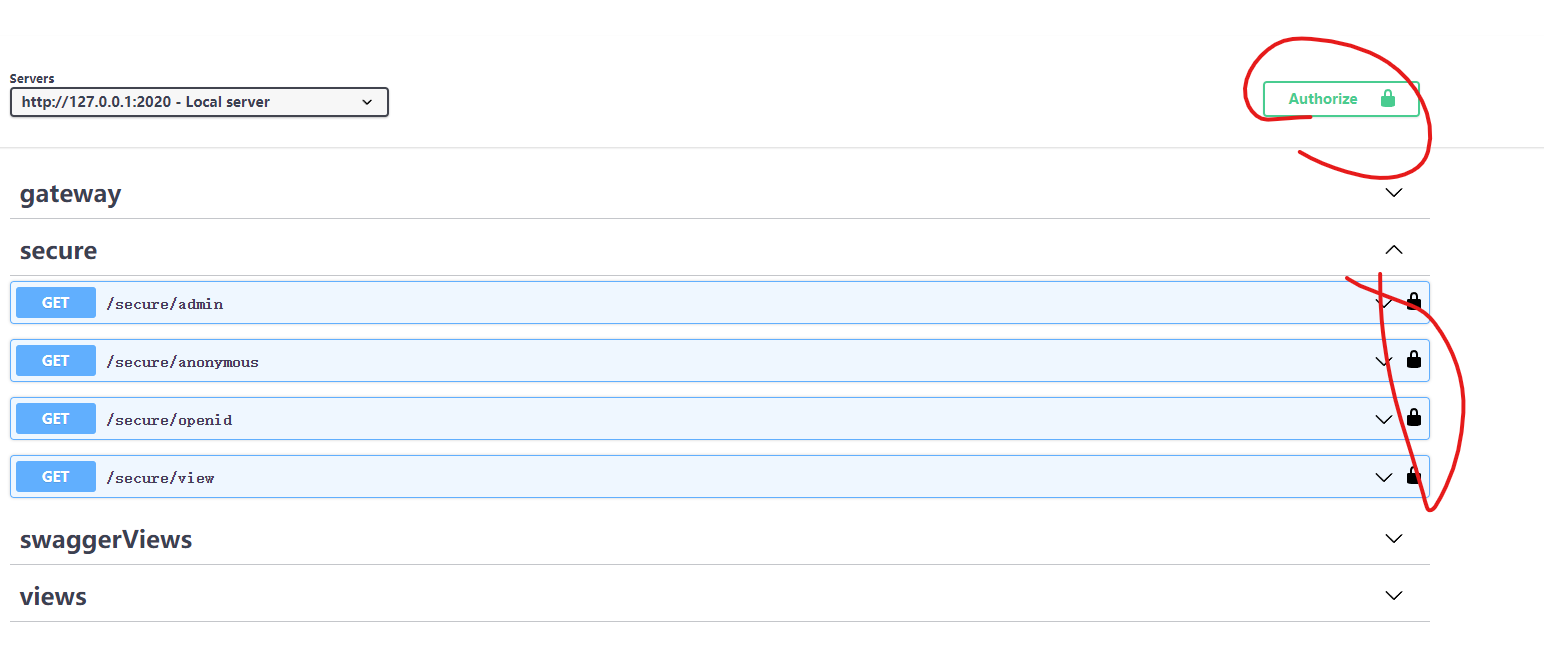 Servers
http://127.0.0.1:2020 - Local server
Authorize
gateway
secure
GET /secure/admin
GET /secure/anonymous
GET /secure/openid
GET /secure/view
swaggerViews
views